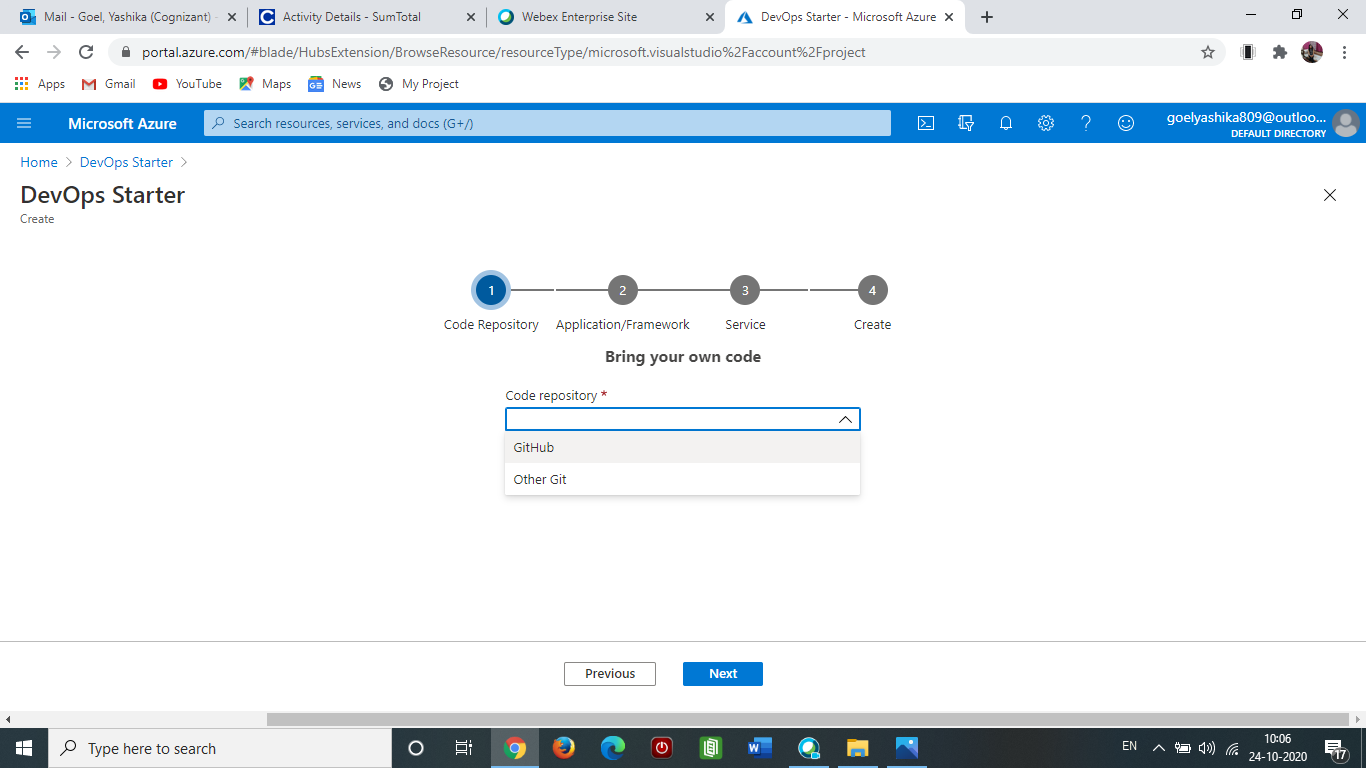 Mail - Goel, Yashika (Cognizant) -
Activity Details - SumTotal
Webex Enterprise Site
DevOps Starter - Microsoft Azure
portal.azure.com/#blade/HubsExtension/BrowseResource/resourceType/microsoft.visualstudio%2Faccount%2Fproject
Apps
Gmail
YouTube
Maps
News
My Project
Microsoft Azure
Search resources, services, and docs (G+/)
goelyashika809@outloo...
DEFAULT DIRECTORY
Home > DevOps Starter >
DevOps Starter
Create
1
2
3
4
Code Repository
Application/Framework
Service
Create
Bring your own code
Code repository *
GitHub
Other Git
Previous
Next
Type here to search
EN
10:06
24-10-2020
17